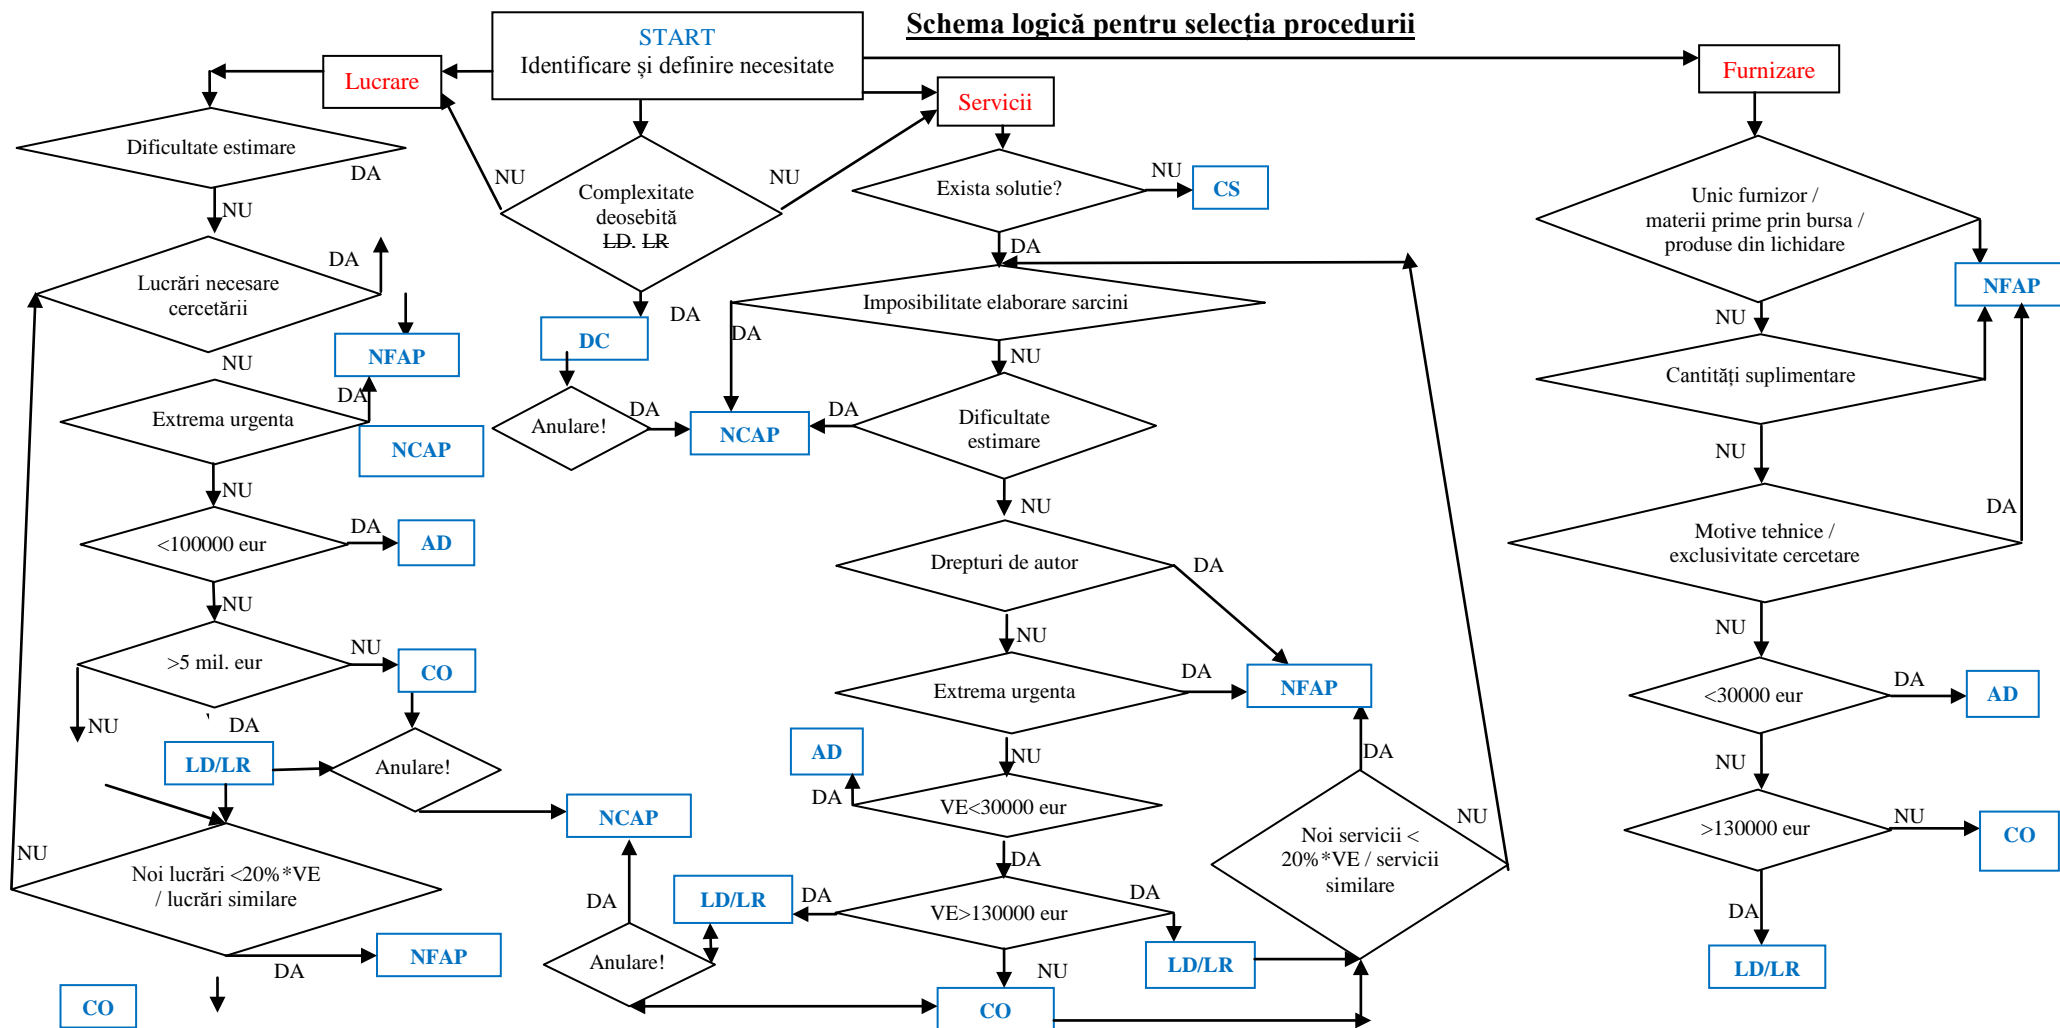 Schema logică pentru selecția procedurii
START
Identificare și definire necesitate
Lucrare
Servicii
Furnizare
Dificultate estimare
DA
NU
Lucrări necesare
cercetării
DA
NU
NFAP
Extrema urgenta
DA
NCAP
NU
<100000 eur
DA
AD
NU
>5 mil. eur
NU
CO
NU
DA
LD/LR
Anulare!
NCAP
NU
Noi lucrări <20%*VE
/ lucrări similare
DA
NFAP
CO
NU
NU
Complexitate
deosebită
LD. LR
DA
DC
Anulare!
DA
NCAP
Exista solutie?
NU
CS
DA
Imposibilitate elaborare sarcini
DA
NU
Dificultate
estimare
DA
NU
Drepturi de autor
DA
NU
Extrema urgenta
DA
NFAP
NU
AD
DA
VE<30000 eur
DA
VE>130000 eur
DA
LD/LR
DA
LD/LR
NU
CO
DA
Anulare!
Noi servicii <
20%*VE / servicii
similare
DA
NU
Unic furnizor /
materii prime prin bursa /
produse din lichidare
NFAP
NU
Cantități suplimentare
NU
Motive tehnice /
exclusivitate cercetare
DA
NU
<30000 eur
DA
AD
NU
>130000 eur
NU
CO
DA
LD/LR